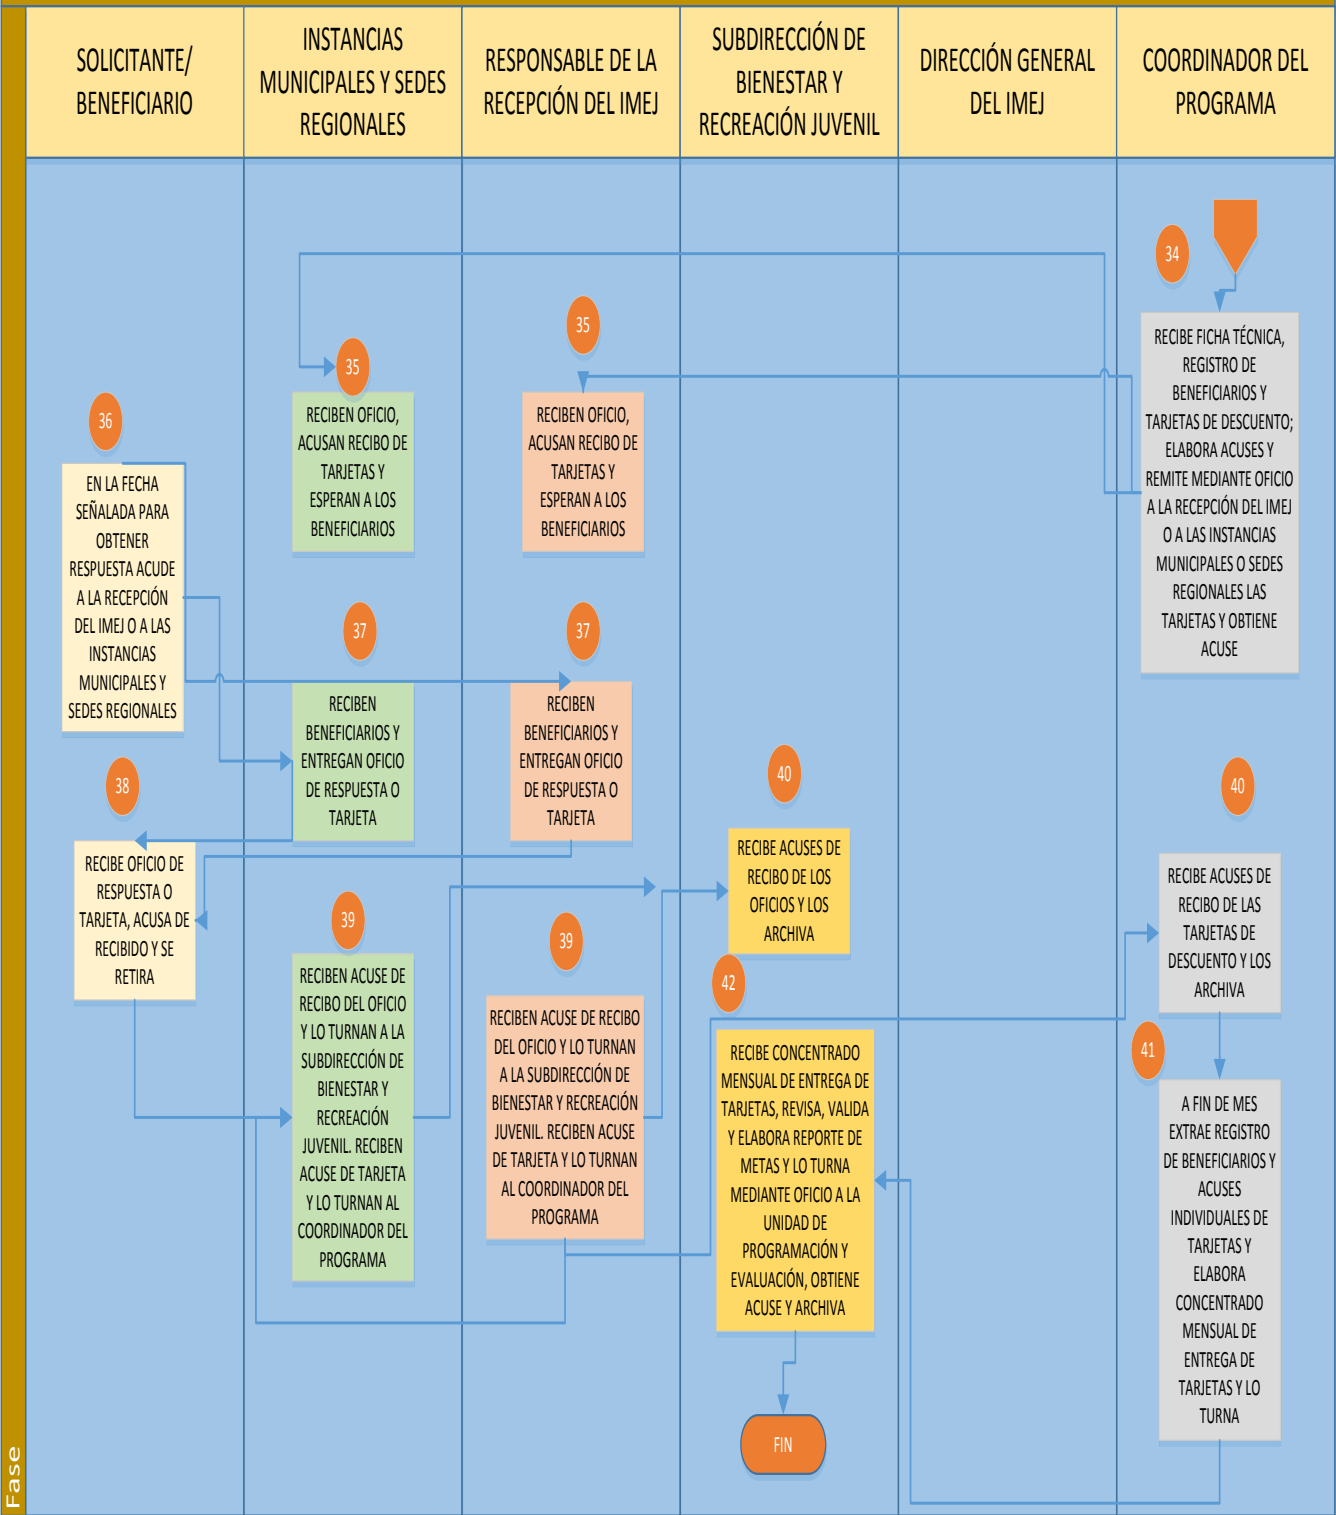 SOLICITANTE/
BENEFICIARIO
INSTANCIAS
MUNICIPALES Y SEDES
REGIONALES
RESPONSABLE DE LA
RECEPCIÓN DEL IMEJ
SUBDIRECCIÓN DE
BIENESTAR Y
RECREACIÓN JUVENIL
DIRECCIÓN GENERAL
DEL IMEJ
COORDINADOR DEL
PROGRAMA
34
RECIBE FICHA TÉCNICA,
REGISTRO DE
BENEFICIARIOS Y
TARJETAS DE DESCUENTO;
ELABORA ACUSES Y
REMITE MEDIANTE OFICIO
A LA RECEPCIÓN DEL IMEJ
O A LAS INSTANCIAS
MUNICIPALES O SEDES
REGIONALES LAS
TARJETAS Y OBTIENE
ACUSE
35
RECIBEN OFICIO,
ACUSAN RECIBO DE
TARJETAS Y
ESPERAN A LOS
BENEFICIARIOS
35
RECIBEN OFICIO,
ACUSAN RECIBO DE
TARJETAS Y
ESPERAN A LOS
BENEFICIARIOS
36
EN LA FECHA
SEÑALADA PARA
OBTENER
RESPUESTA ACUDE
A LA RECEPCIÓN
DEL IMEJ O A LAS
INSTANCIAS
MUNICIPALES Y
SEDES REGIONALES
37
RECIBEN
BENEFICIARIOS Y
ENTREGAN OFICIO
DE RESPUESTA O
TARJETA
37
RECIBEN
BENEFICIARIOS Y
ENTREGAN OFICIO
DE RESPUESTA O
TARJETA
38
RECIBE OFICIO DE
RESPUESTA O
TARJETA, ACUSA DE
RECIBIDO Y SE
RETIRA
39
RECIBEN ACUSE DE
RECIBO DEL OFICIO
Y LO TURNAN A LA
SUBDIRECCIÓN DE
BIENESTAR Y
RECREACIÓN
JUVENIL. RECIBEN
ACUSE DE TARJETA
Y LO TURNAN AL
COORDINADOR DEL
PROGRAMA
39
RECIBEN ACUSE DE RECIBO
DEL OFICIO Y LO TURNAN
A LA SUBDIRECCIÓN DE
BIENESTAR Y RECREACIÓN
JUVENIL. RECIBEN ACUSE
DE TARJETA Y LO TURNAN
AL COORDINADOR DEL
PROGRAMA
40
RECIBE ACUSES DE
RECIBO DE LOS
OFICIOS Y LOS
ARCHIVA
40
RECIBE ACUSES DE
RECIBO DE LAS
TARJETAS DE
DESCUENTO Y LOS
ARCHIVA
41
A FIN DE MES
EXTRAE REGISTRO
DE BENEFICIARIOS Y
ACUSES
INDIVIDUALES DE
TARJETAS Y
ELABORA
CONCENTRADO
MENSUAL DE
ENTREGA DE
TARJETAS Y LO
TURNA
42
RECIBE CONCENTRADO
MENSUAL DE ENTREGA DE
TARJETAS, REVISA, VALIDA
Y ELABORA REPORTE DE
METAS Y LO TURNA
MEDIANTE OFICIO A LA
UNIDAD DE
PROGRAMACIÓN Y
EVALUACIÓN, OBTIENE
ACUSE Y ARCHIVA
FIN
Fase